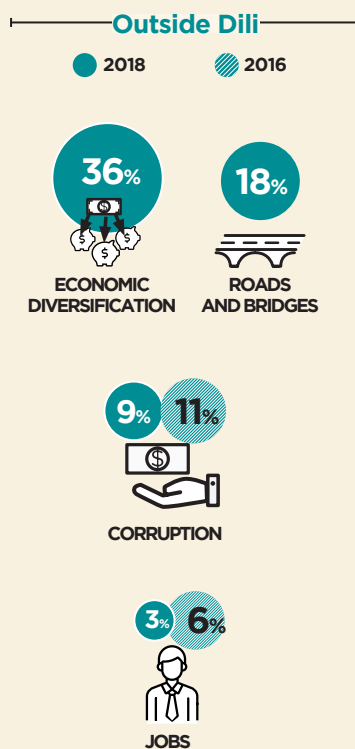 Outside Dili
2018 2016
36% 18%
$
$ $ $
ECONOMIC
DIVERSIFICATION
ROADS
AND BRIDGES
9% 11%
$
CORRUPTION
3% 6%
JOBS